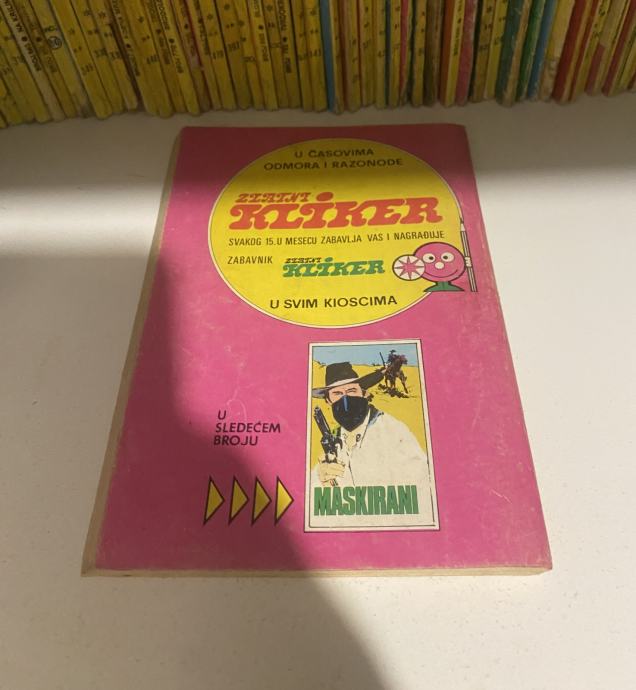 U ČASOVIMA
ODMORA I RAZONODE
ZLATNI
KLIKER
SVAKOG 15. U MESECU ZABAVLJA VAS I NAGRAĐUJE
ZABAVNIK ZLATNI KLIKER
U SVIM KIOSCIMA
U
SLEDEĆEM
BROJU
MASKIRANI